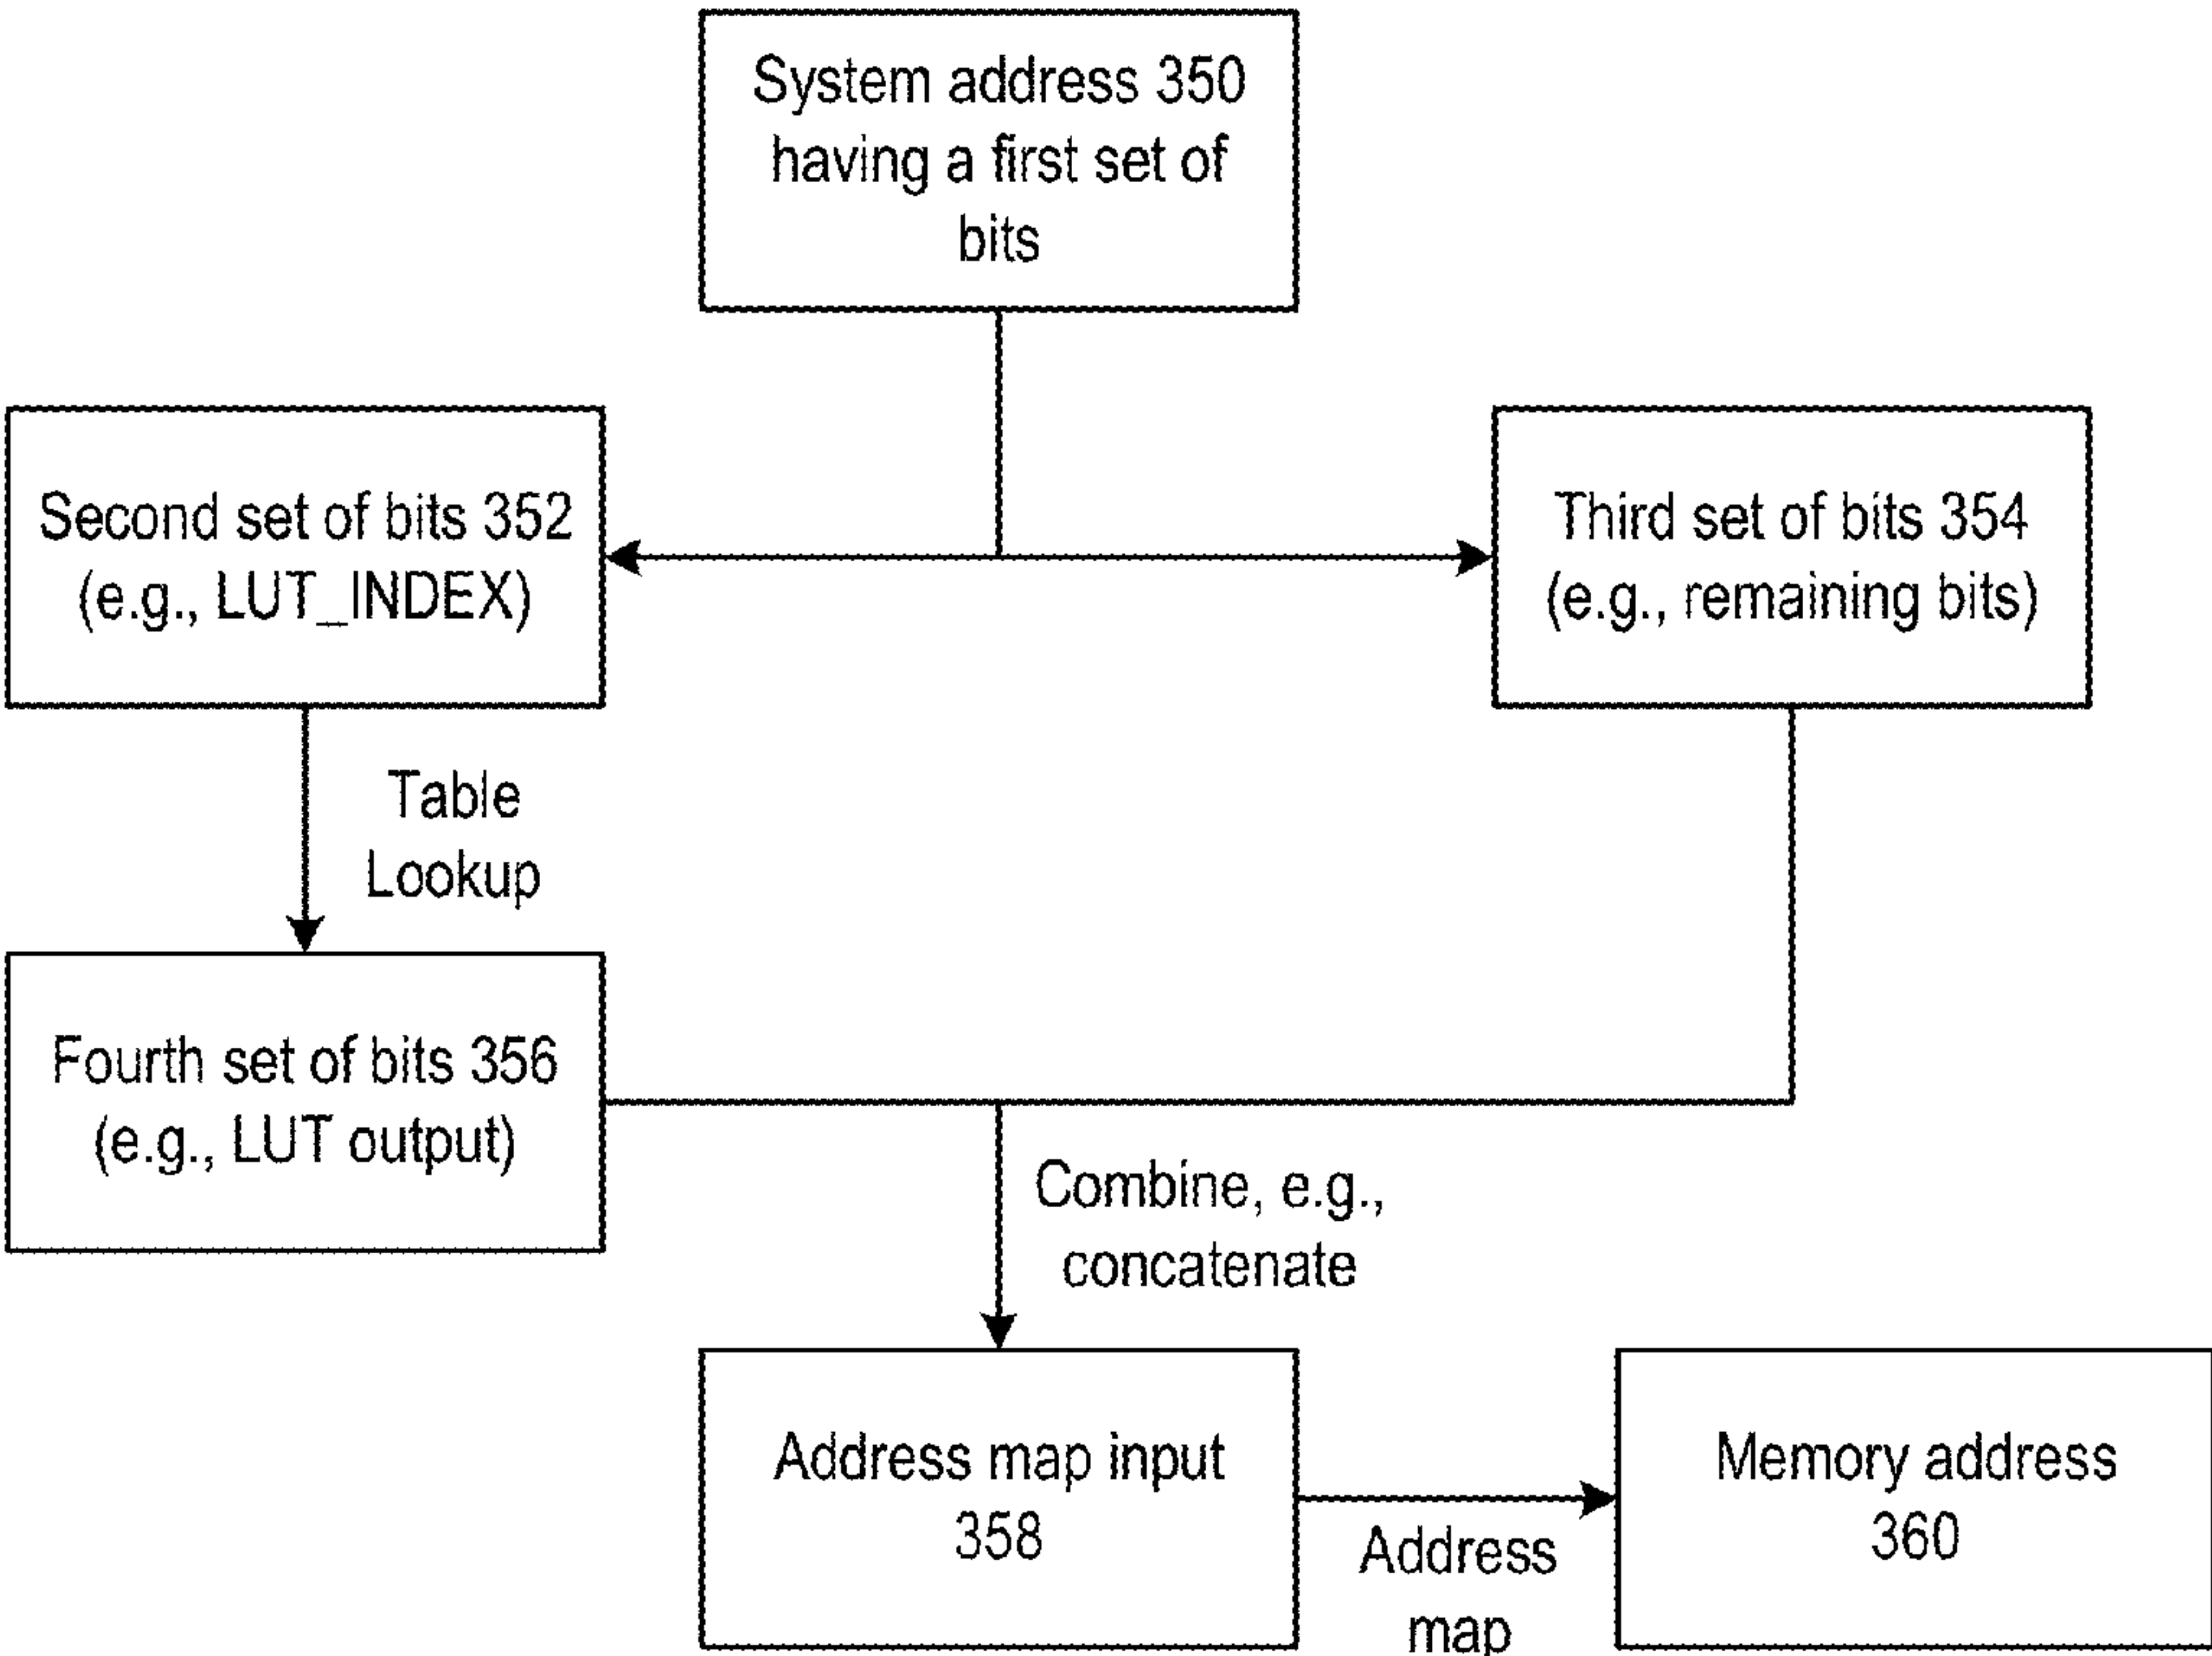 System address 350
having a first set of
bits
Second set of bits 352
(e.g., LUT_INDEX)
Third set of bits 354
(e.g., remaining bits)
Table
Lookup
Fourth set of bits 356
(e.g., LUT output)
Combine, e.g.,
concatenate
Address map input
358
Address
map
Memory address
360